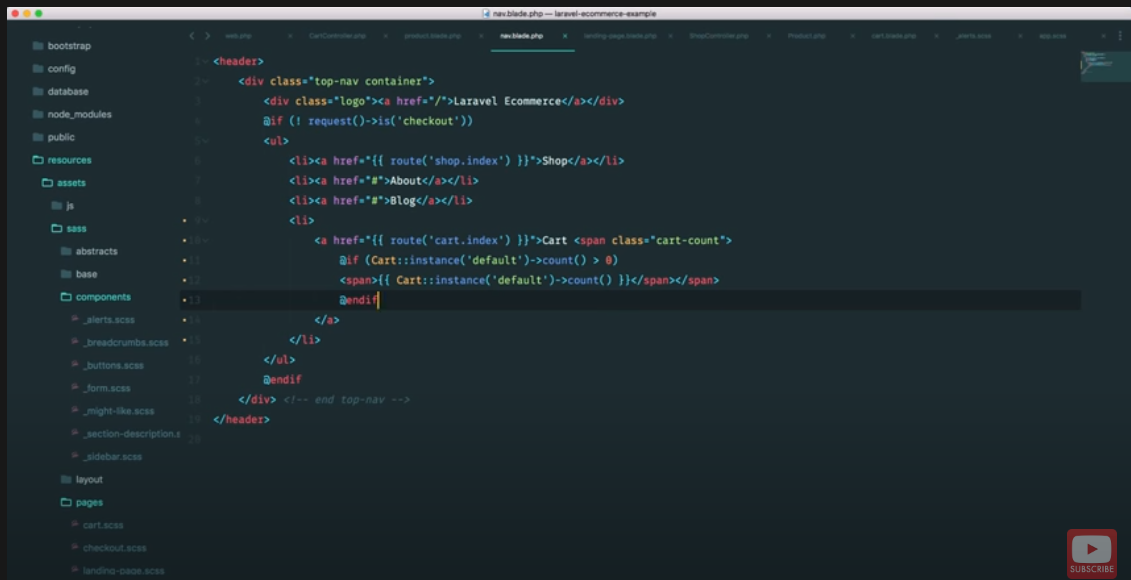 nav.blade.php — laravel-ecommerce-example
bootstrap
config
database
node_modules
public
resources
assets
js
sass
abstracts
base
components
_alerts.scss
_breadcrumbs.scss
_buttons.scss
_form.scss
_might-like.scss
_section-description.s
_sidebar.scss
layout
pages
cart.scss
checkout.scss
landing-page.scss
web.php CartController.php product.blade.php nav.blade.php landing-page.blade.php ShopController.php Product.php cart.blade.php _alerts.scss app.scss
1 <header>
2 <div class="top-nav container">
3 <div class="logo"><a href="/">Laravel Ecommerce</a></div>
4 @if (! request()->is('checkout'))
5 <ul>
6 <li><a href="{{ route('shop.index') }}">Shop</a></li>
7 <li><a href="#">About</a></li>
8 <li><a href="#">Blog</a></li>
9 <li>
10 <a href="{{ route('cart.index') }}">Cart <span class="cart-count">
11 @if (Cart::instance('default')->count() > 0)
12 <span>{{ Cart::instance('default')->count() }}</span></span>
13 @endif
14 </a>
15 </li>
16 </ul>
17 @endif
18 </div> <!-- end top-nav -->
19 </header>
20
SUBSCRIBE